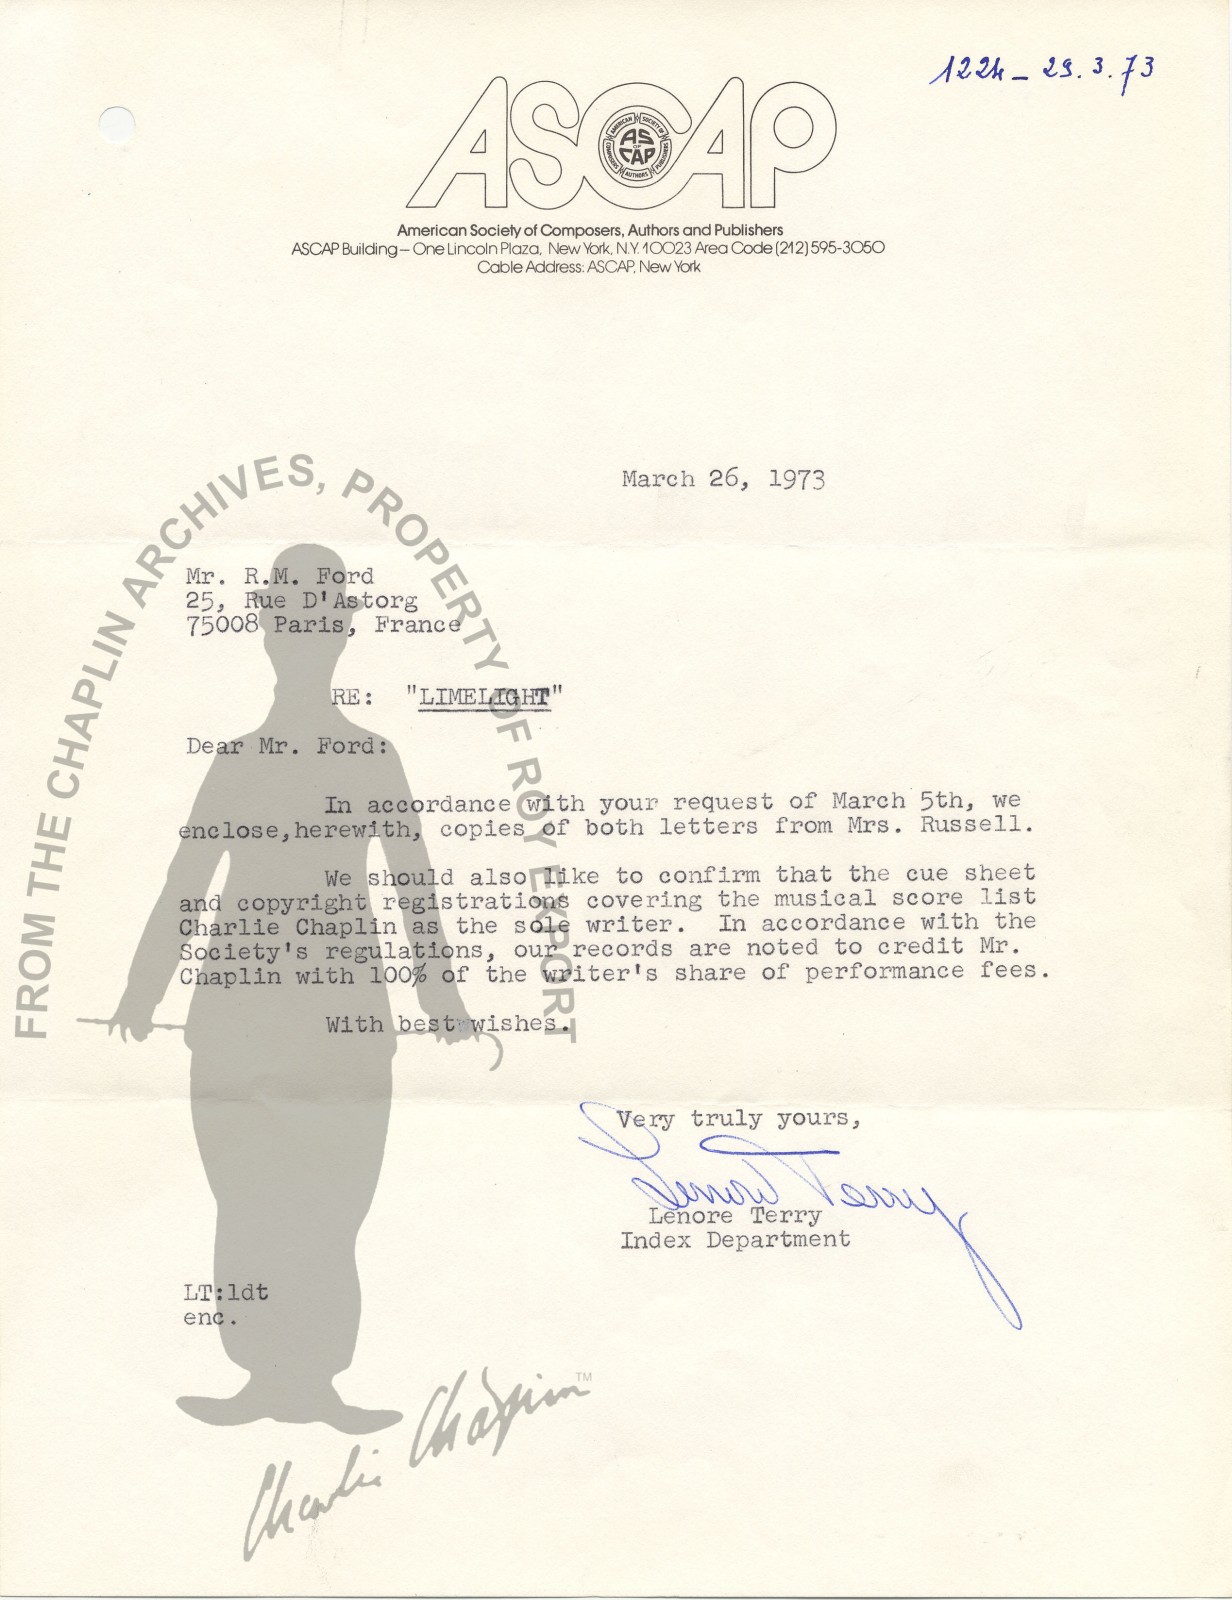 1224 - 29.3.73
ASCAP
AMERICAN SOCIETY OF COMPOSERS AUTHORS PUBLISHERS
AS
OF
CAP
American Society of Composers, Authors and Publishers
ASCAP Building – One Lincoln Plaza, New York, N.Y. 10023 Area Code (212) 595-3050
Cable Address: ASCAP, New York
March 26, 1973
Mr. R.M. Ford
25, Rue D'Astorg
75008 Paris, France
RE: "LIMELIGHT"
Dear Mr. Ford:
In accordance with your request of March 5th, we
enclose,herewith, copies of both letters from Mrs. Russell.
We should also like to confirm that the cue sheet
and copyright registrations covering the musical score list
Charlie Chaplin as the sole writer. In accordance with the
Society's regulations, our records are noted to credit Mr.
Chaplin with 100% of the writer's share of performance fees.
With best wishes.
Very truly yours,
Lenore Terry
Lenore Terry
Index Department
LT:ldt
enc.
FROM THE CHAPLIN ARCHIVES, PROPERTY OF ROY EXPORT
Charlie Chaplin TM